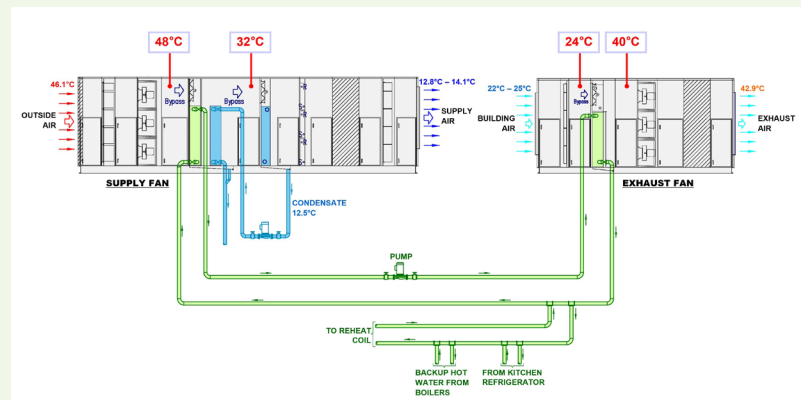 48°C
32°C
24°C
40°C
46.1°C
12.8°C – 14.1°C
22°C – 25°C
42.9°C
Bypass
Bypass
Bypass
OUTSIDE
AIR
SUPPLY
AIR
BUILDING
AIR
EXHAUST
AIR
SUPPLY FAN
EXHAUST FAN
CONDENSATE
12.5°C
PUMP
TO REHEAT
COIL
BACKUP HOT
WATER FROM
BOILERS
FROM KITCHEN
REFRIGERATOR